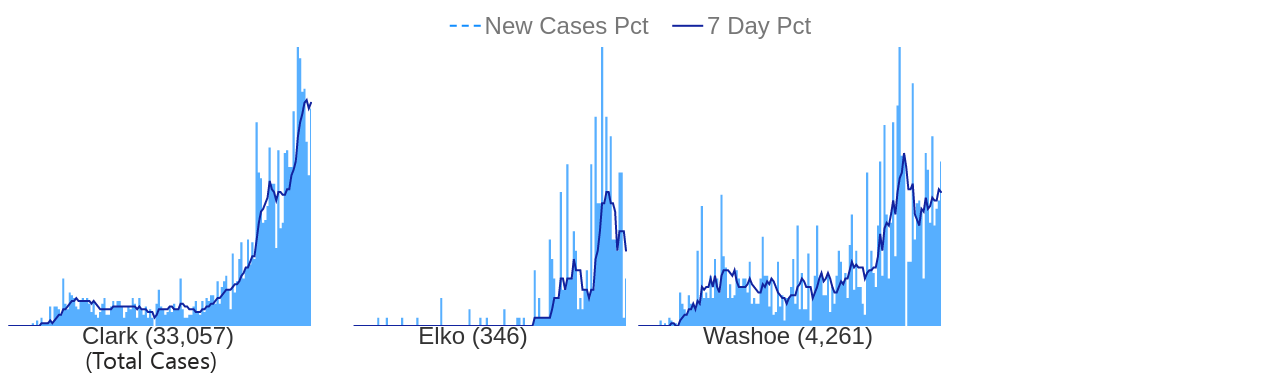 New Cases Pct 7 Day Pct
Clark (33,057) Elko (346) Washoe (4,261)
(Total Cases)